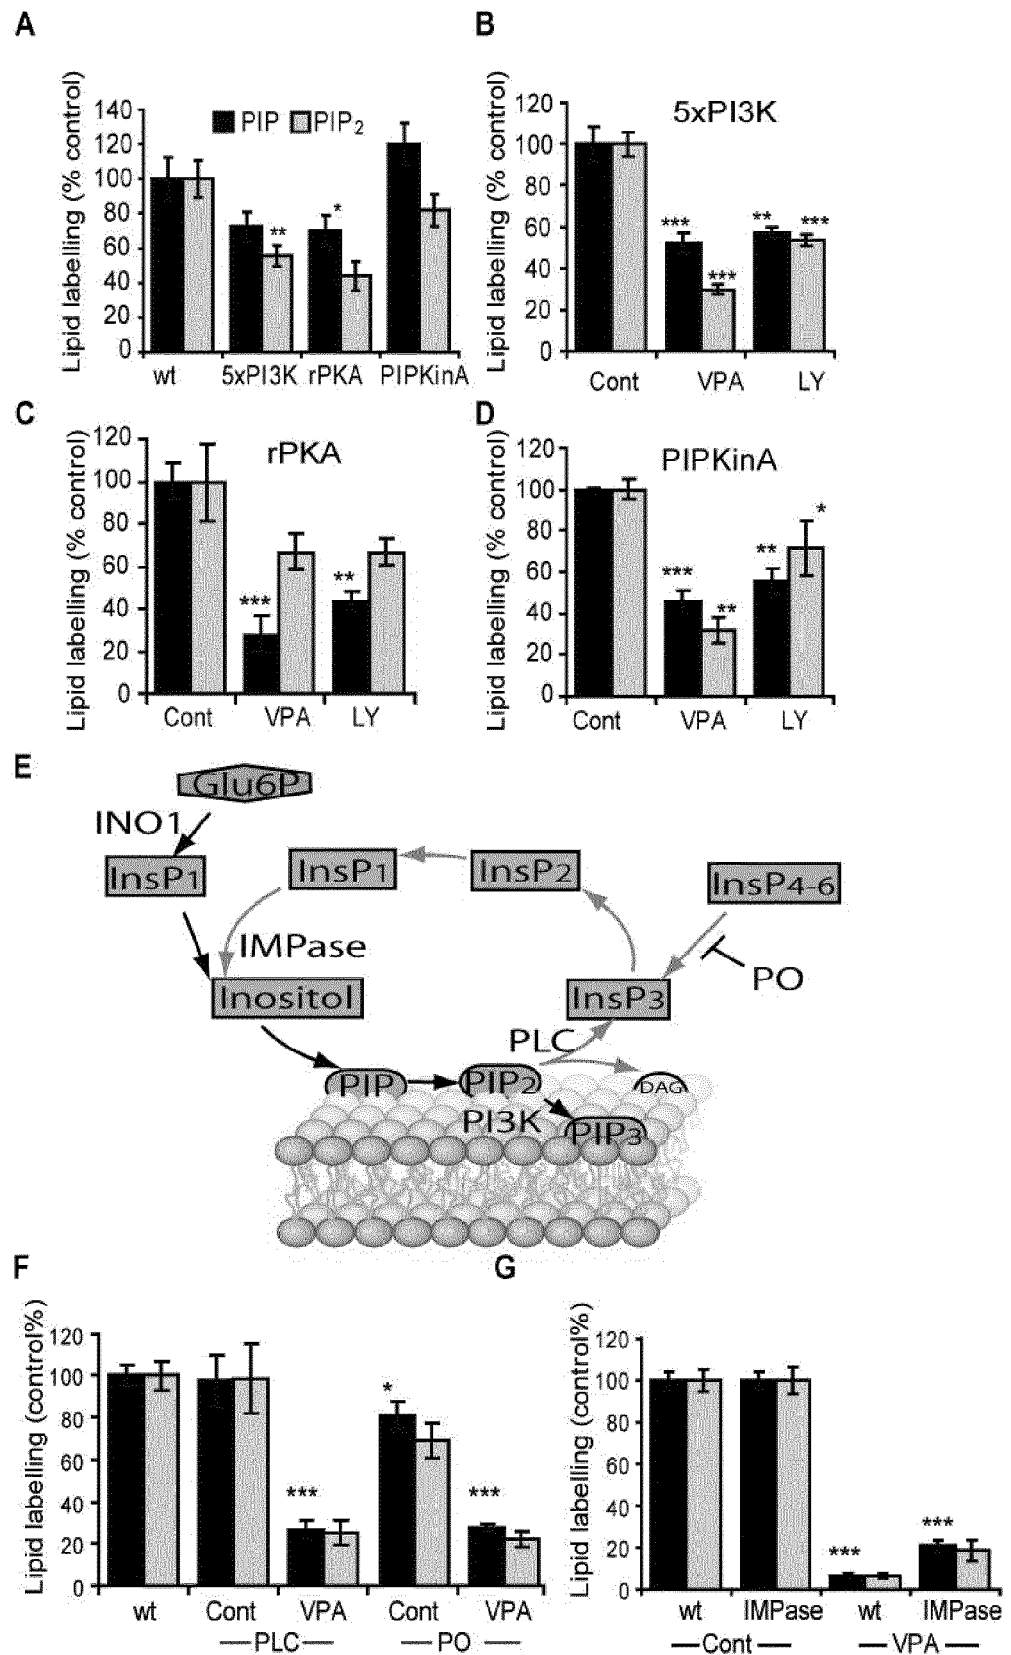 A
Lipid labelling (% control)
140
120
100
80
60
40
20
0
PIP PIP2
**
*
wt 5xPI3K rPKA PIPKinA
B
Lipid labelling (% control)
120
100
80
60
40
20
0
5xPI3K
***
***
**
***
Cont VPA LY
C
Lipid labelling (% control)
120
100
80
60
40
20
0
rPKA
***
**
Cont VPA LY
D
Lipid labelling (% control)
120
100
80
60
40
20
0
PIPKinA
***
**
**
*
Cont VPA LY
E
Glu6P
INO1
InsP1 InsP1 InsP2 InsP4-6
IMPase
PO
Inositol InsP3
PLC
PIP PIP2 DAG
PI3K PIP3
F
Lipid labelling (control%)
120
100
80
60
40
20
0
***
*
***
wt Cont VPA Cont VPA
PLC PO
G
Lipid labelling (control%)
120
100
80
60
40
20
0
***
***
wt IMPase wt IMPase
Cont VPA